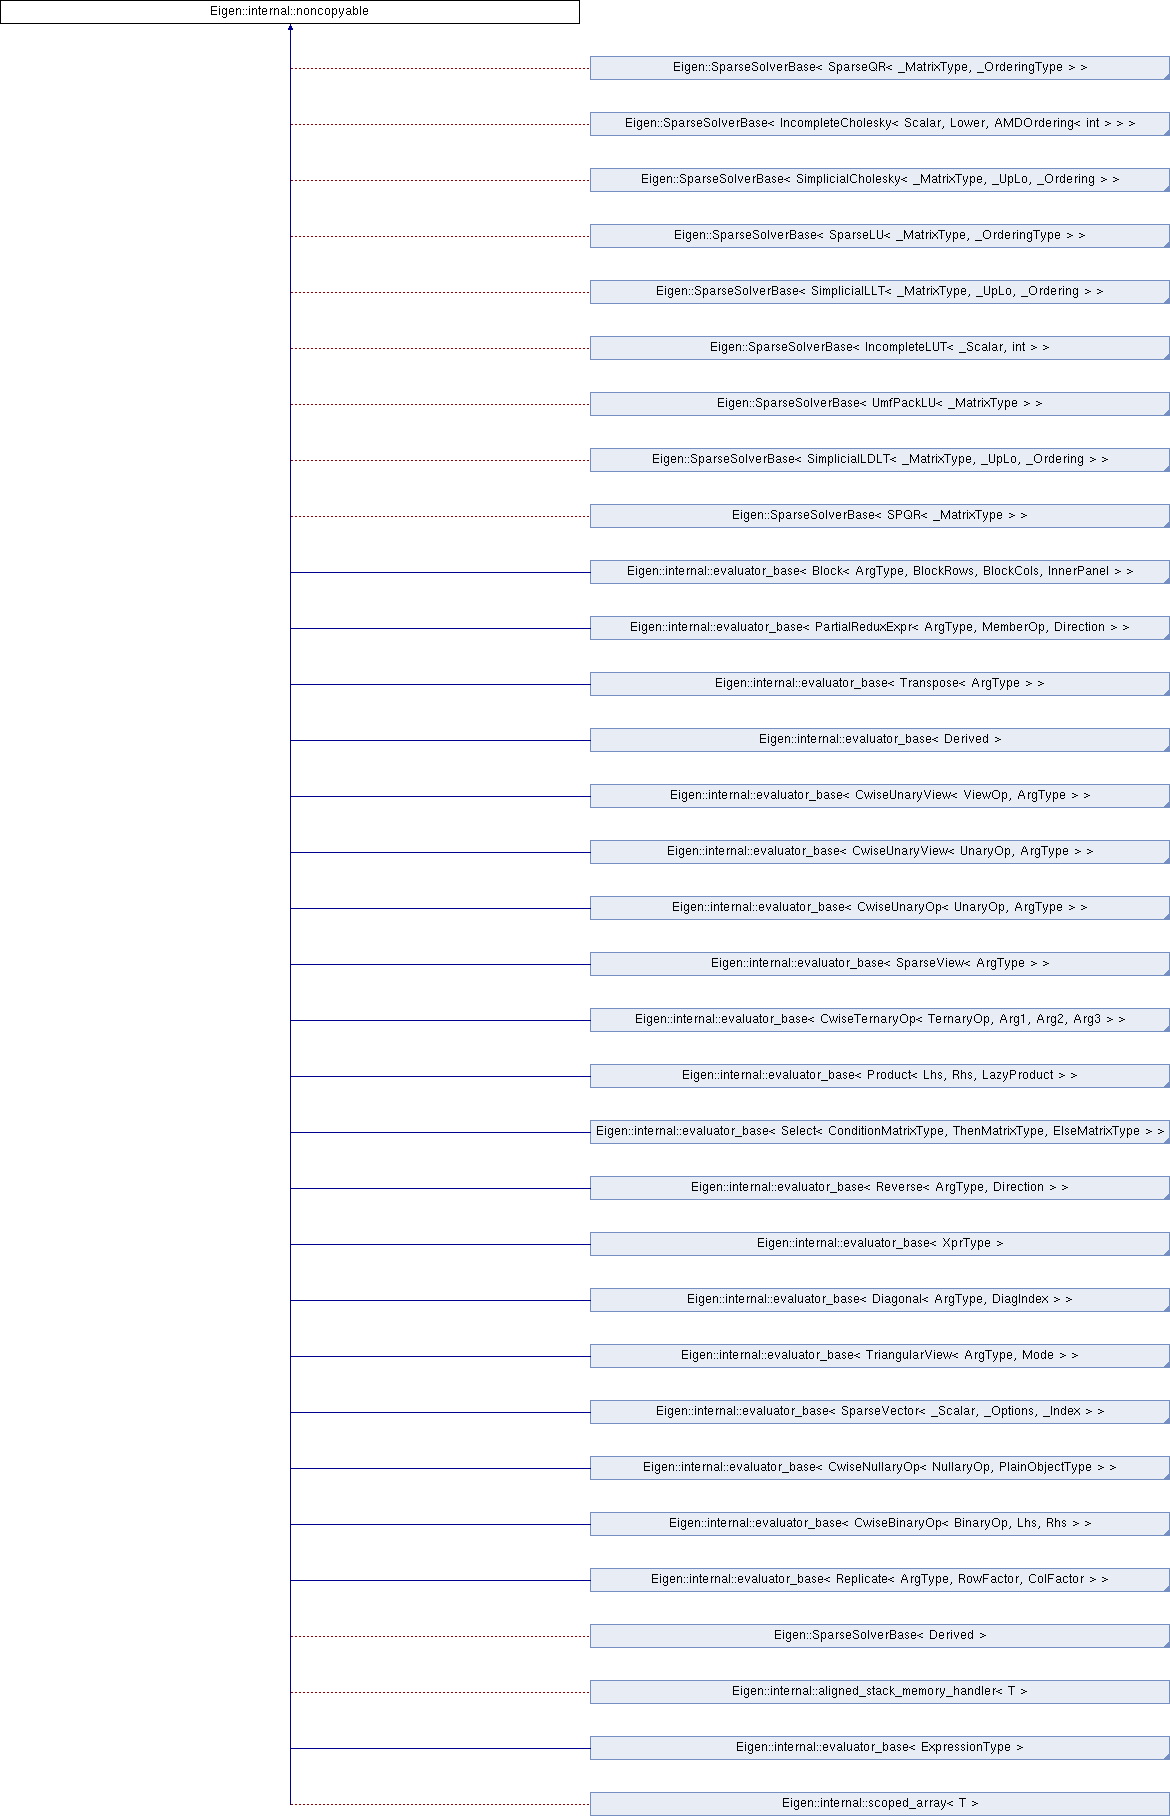 Eigen::internal::noncopyable
Eigen::SparseSolverBase< SparseQR< _MatrixType, _OrderingType > >
Eigen::SparseSolverBase< IncompleteCholesky< Scalar, Lower, AMDOrdering< int > > >
Eigen::SparseSolverBase< SimplicialCholesky< _MatrixType, _UpLo, _Ordering > >
Eigen::SparseSolverBase< SparseLU< _MatrixType, _OrderingType > >
Eigen::SparseSolverBase< SimplicialLLT< _MatrixType, _UpLo, _Ordering > >
Eigen::SparseSolverBase< IncompleteLUT< _Scalar, int > >
Eigen::SparseSolverBase< UmfPackLU< _MatrixType > >
Eigen::SparseSolverBase< SimplicialLDLT< _MatrixType, _UpLo, _Ordering > >
Eigen::SparseSolverBase< SPQR< _MatrixType > >
Eigen::internal::evaluator_base< Block< ArgType, BlockRows, BlockCols, InnerPanel > >
Eigen::internal::evaluator_base< PartialReduxExpr< ArgType, MemberOp, Direction > >
Eigen::internal::evaluator_base< Transpose< ArgType > >
Eigen::internal::evaluator_base< Derived >
Eigen::internal::evaluator_base< CwiseUnaryView< ViewOp, ArgType > >
Eigen::internal::evaluator_base< CwiseUnaryView< UnaryOp, ArgType > >
Eigen::internal::evaluator_base< CwiseUnaryOp< UnaryOp, ArgType > >
Eigen::internal::evaluator_base< SparseView< ArgType > >
Eigen::internal::evaluator_base< CwiseTernaryOp< TernaryOp, Arg1, Arg2, Arg3 > >
Eigen::internal::evaluator_base< Product< Lhs, Rhs, LazyProduct > >
Eigen::internal::evaluator_base< Select< ConditionMatrixType, ThenMatrixType, ElseMatrixType > >
Eigen::internal::evaluator_base< Reverse< ArgType, Direction > >
Eigen::internal::evaluator_base< XprType >
Eigen::internal::evaluator_base< Diagonal< ArgType, DiagIndex > >
Eigen::internal::evaluator_base< TriangularView< ArgType, Mode > >
Eigen::internal::evaluator_base< SparseVector< _Scalar, _Options, _Index > >
Eigen::internal::evaluator_base< CwiseNullaryOp< NullaryOp, PlainObjectType > >
Eigen::internal::evaluator_base< CwiseBinaryOp< BinaryOp, Lhs, Rhs > >
Eigen::internal::evaluator_base< Replicate< ArgType, RowFactor, ColFactor > >
Eigen::SparseSolverBase< Derived >
Eigen::internal::aligned_stack_memory_handler< T >
Eigen::internal::evaluator_base< ExpressionType >
Eigen::internal::scoped_array< T >